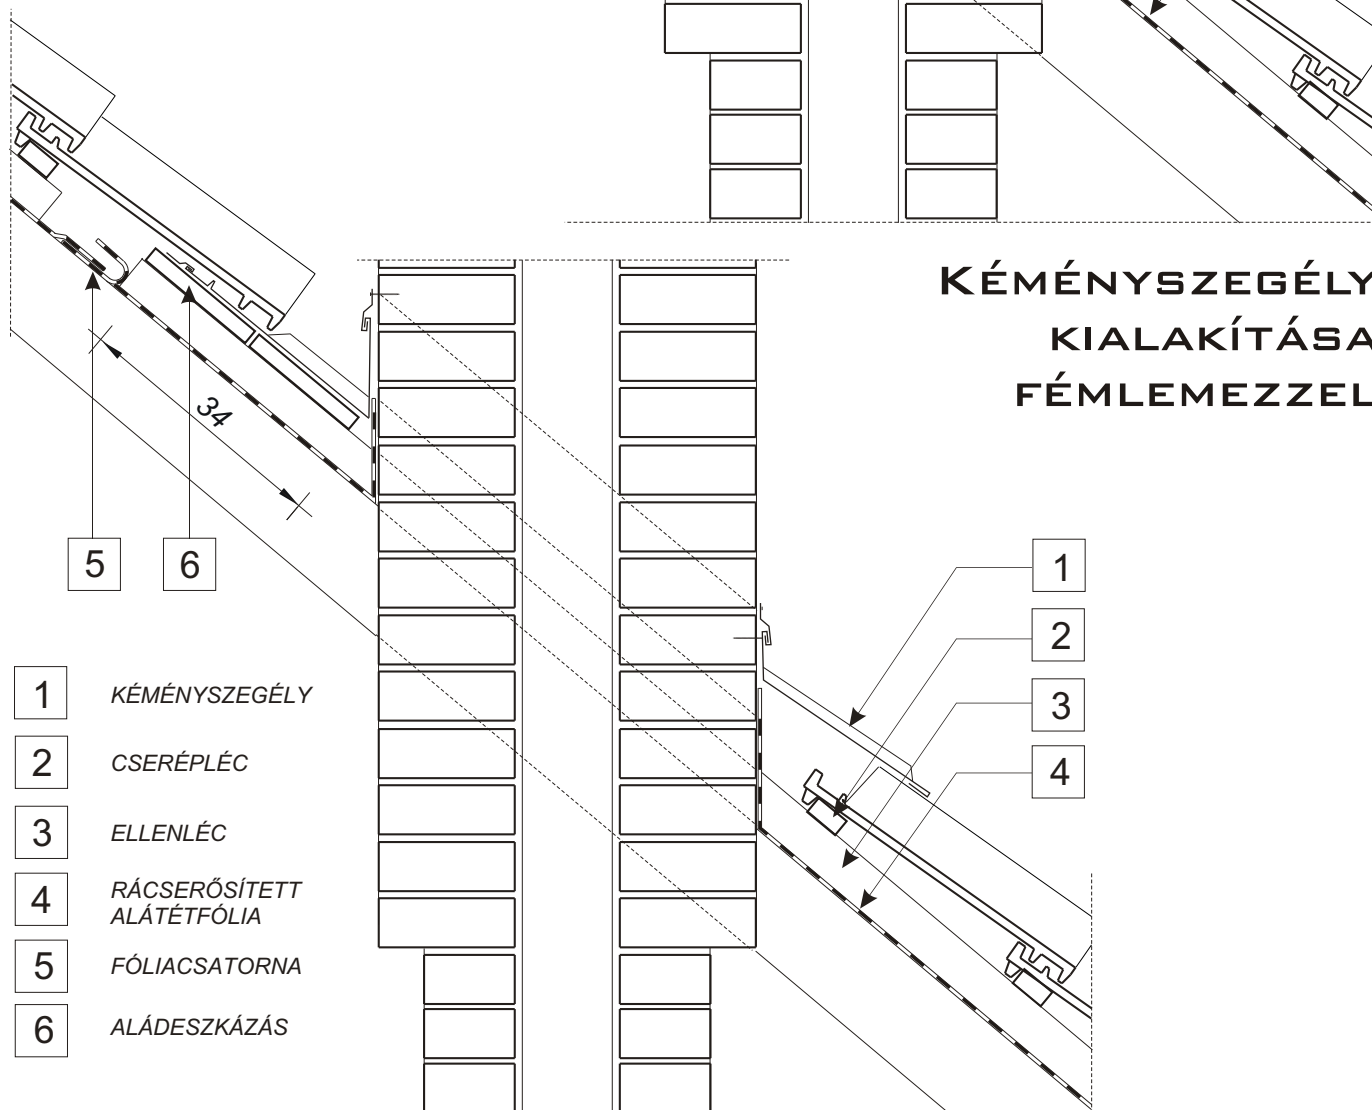 KÉMÉNYSZEGÉLY
KIALAKÍTÁSA
FÉMLEMEZZEL
34
5
6
1
2
3
4
1 KÉMÉNYSZEGÉLY
2 CSERÉPLÉC
3 ELLENLÉC
4 RÁCSERŐSÍTETT
ALÁTÉTFÓLIA
5 FÓLIACSATORNA
6 ALÁDESZKÁZÁS